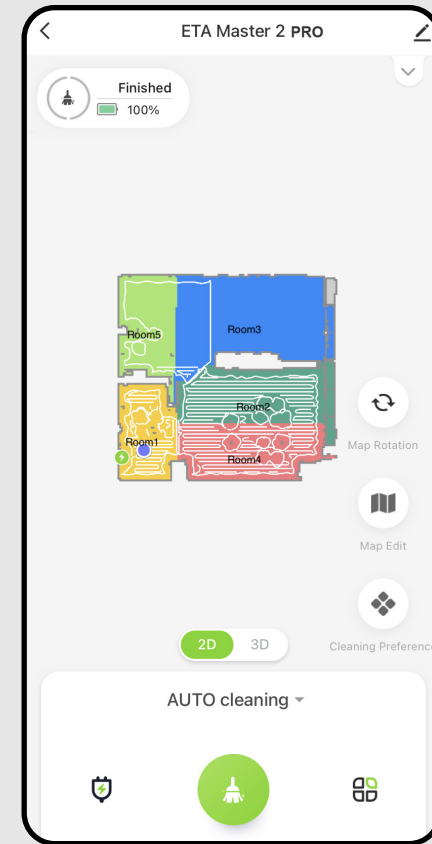 ETA Master 2 PRO
Finished
100%
Room5
Room3
Room2
Room1
Room4
Map Rotation
Map Edit
Cleaning Preference
2D 3D
AUTO cleaning